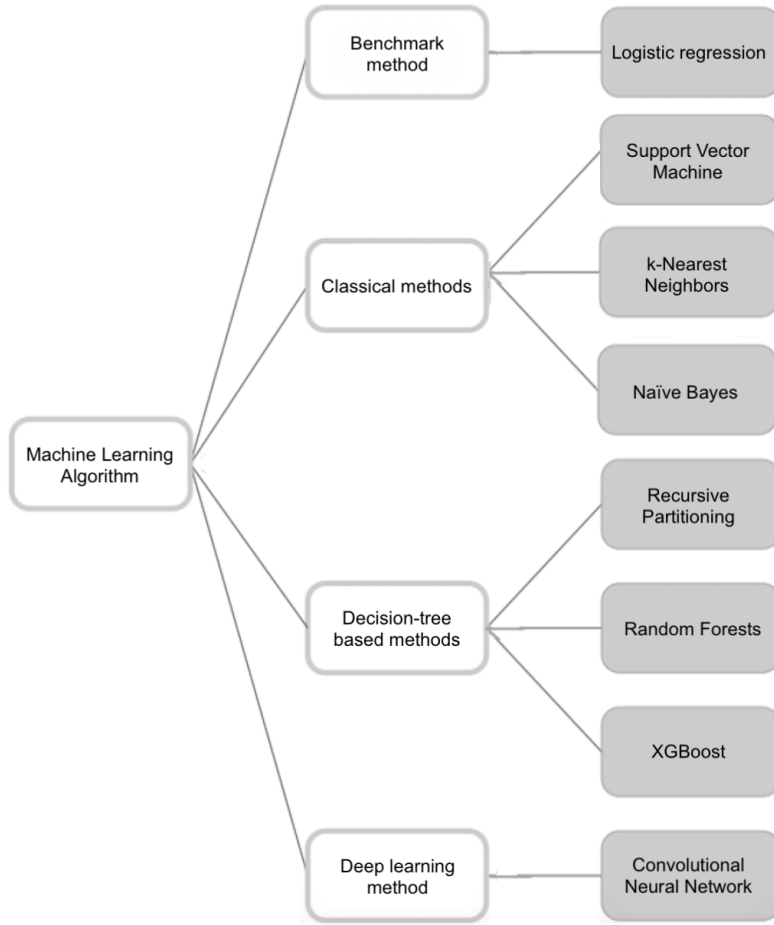 Benchmark
method
Logistic regression
Support Vector
Machine
Classical methods
k-Nearest
Neighbors
Naïve Bayes
Machine Learning
Algorithm
Recursive
Partitioning
Decision-tree
based methods
Random Forests
XGBoost
Deep learning
method
Convolutional
Neural Network